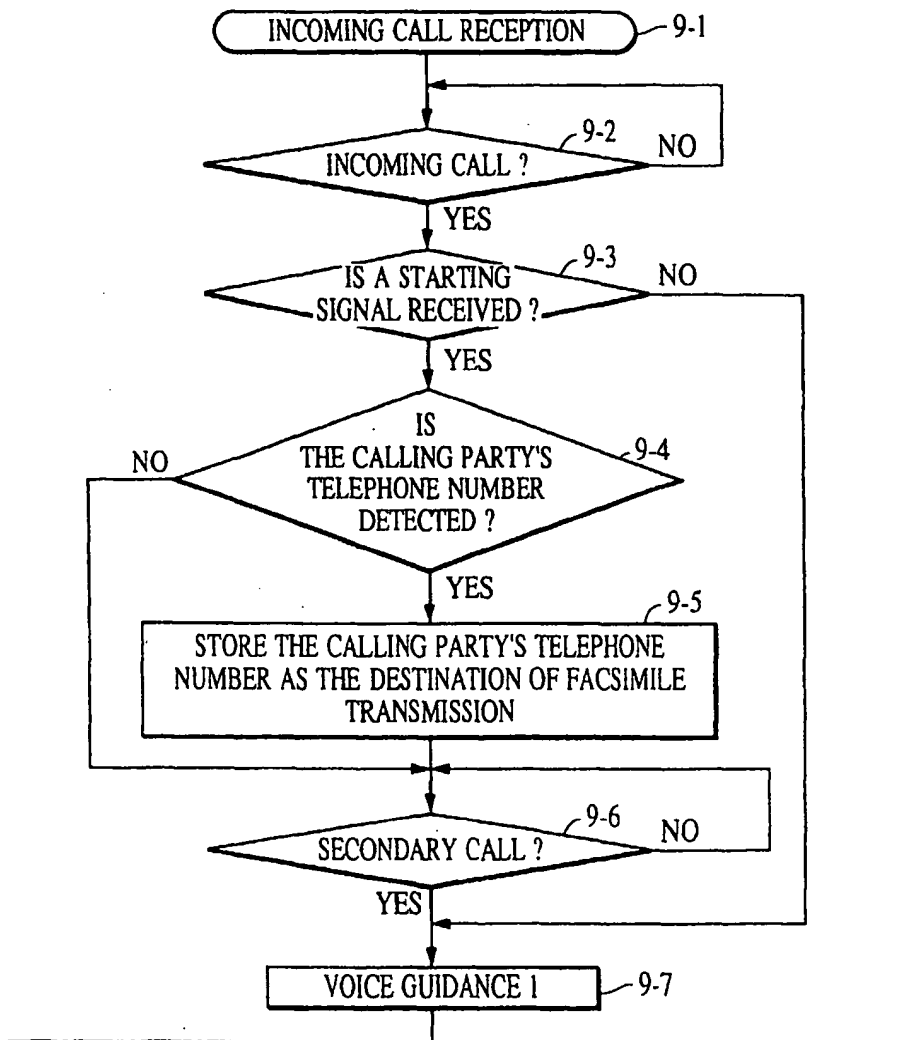 INCOMING CALL RECEPTION
9-1
9-2
NO
INCOMING CALL ?
YES
9-3
NO
IS A STARTING
SIGNAL RECEIVED ?
YES
IS
9-4
NO
THE CALLING PARTY'S
TELEPHONE NUMBER
DETECTED ?
YES
9-5
STORE THE CALLING PARTY'S TELEPHONE
NUMBER AS THE DESTINATION OF FACSIMILE
TRANSMISSION
9-6
NO
SECONDARY CALL ?
YES
VOICE GUIDANCE 1
9-7